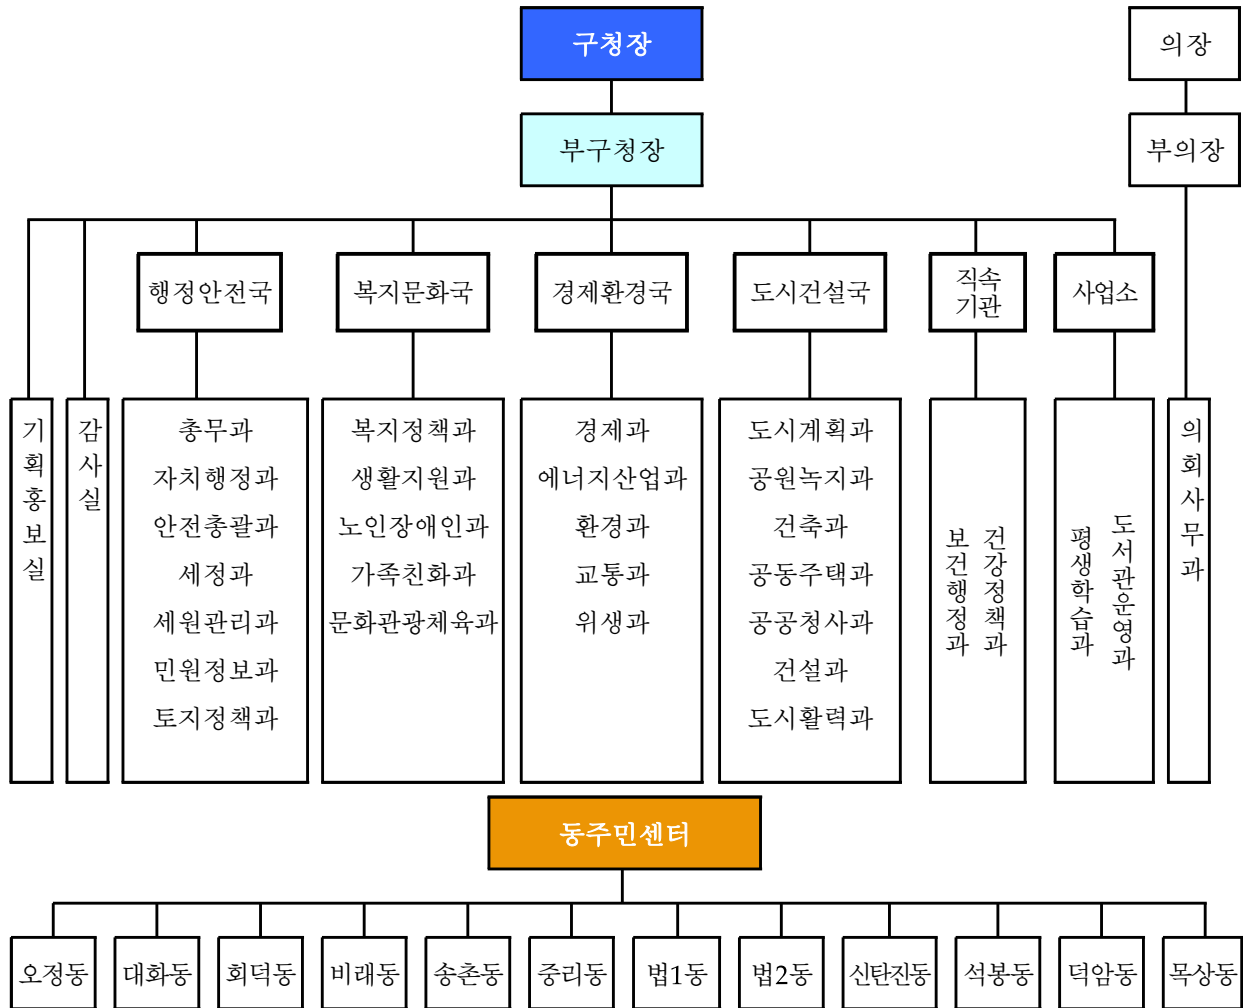 구청장
의장
부구청장
부의장
행정안전국
복지문화국
경제환경국
도시건설국
직속
기관
사업소
기획홍보실
감사실
총무과
자치행정과
안전총괄과
세정과
세원관리과
민원정보과
토지정책과
복지정책과
생활지원과
노인장애인과
가족친화과
문화관광체육과
경제과
에너지산업과
환경과
교통과
위생과
도시계획과
공원녹지과
건축과
공동주택과
공공청사과
건설과
도시활력과
보건행정과
건강정책과
평생학습과
도서관운영과
의회사무과
동주민센터
오정동
대화동
회덕동
비래동
송촌동
중리동
법1동
법2동
신탄진동
석봉동
덕암동
목상동